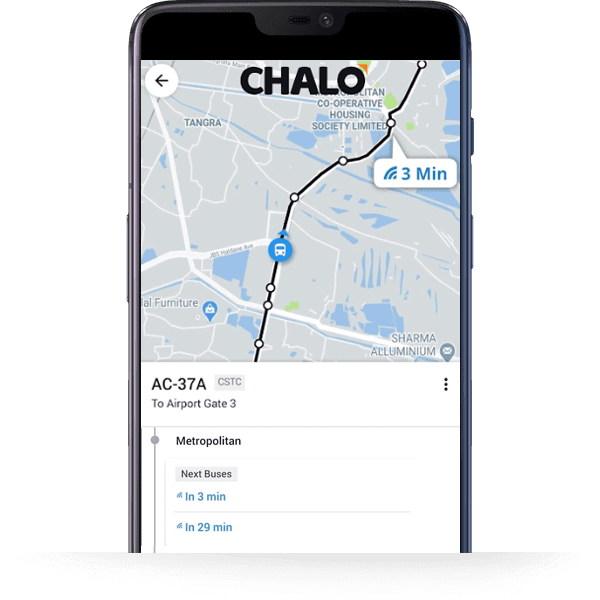 CHALO
METROPOLITAN
CO-OPERATIVE
HOUSING
SOCIETY LIMITED
TANGRA
3 Min
JBS Haldane Ave
al Furniture
SHARMA
ALLUMINIUM
AC-37A CSTC
To Airport Gate 3
Metropolitan
Next Buses
In 3 min
In 29 min